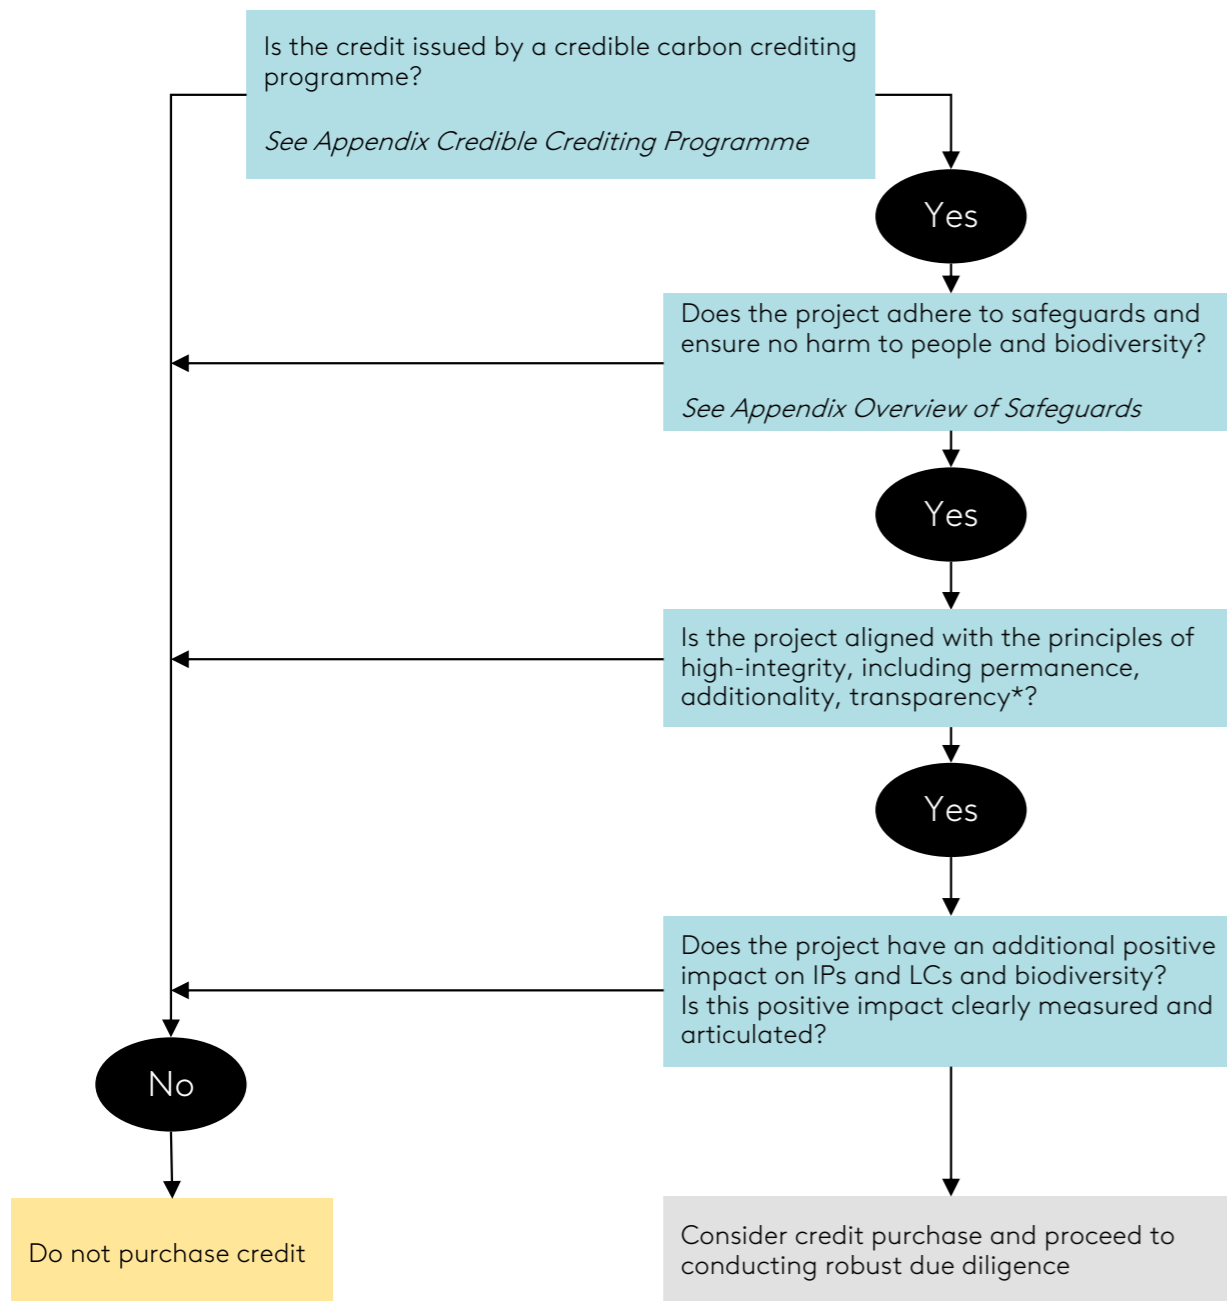 Is the credit issued by a credible carbon crediting
programme?
See Appendix Credible Crediting Programme
Yes
Does the project adhere to safeguards and
ensure no harm to people and biodiversity?
See Appendix Overview of Safeguards
Yes
Is the project aligned with the principles of
high-integrity, including permanence,
additionality, transparency*?
Yes
Does the project have an additional positive
impact on IPs and LCs and biodiversity?
Is this positive impact clearly measured and
articulated?
No
Do not purchase credit
Consider credit purchase and proceed to
conducting robust due diligence